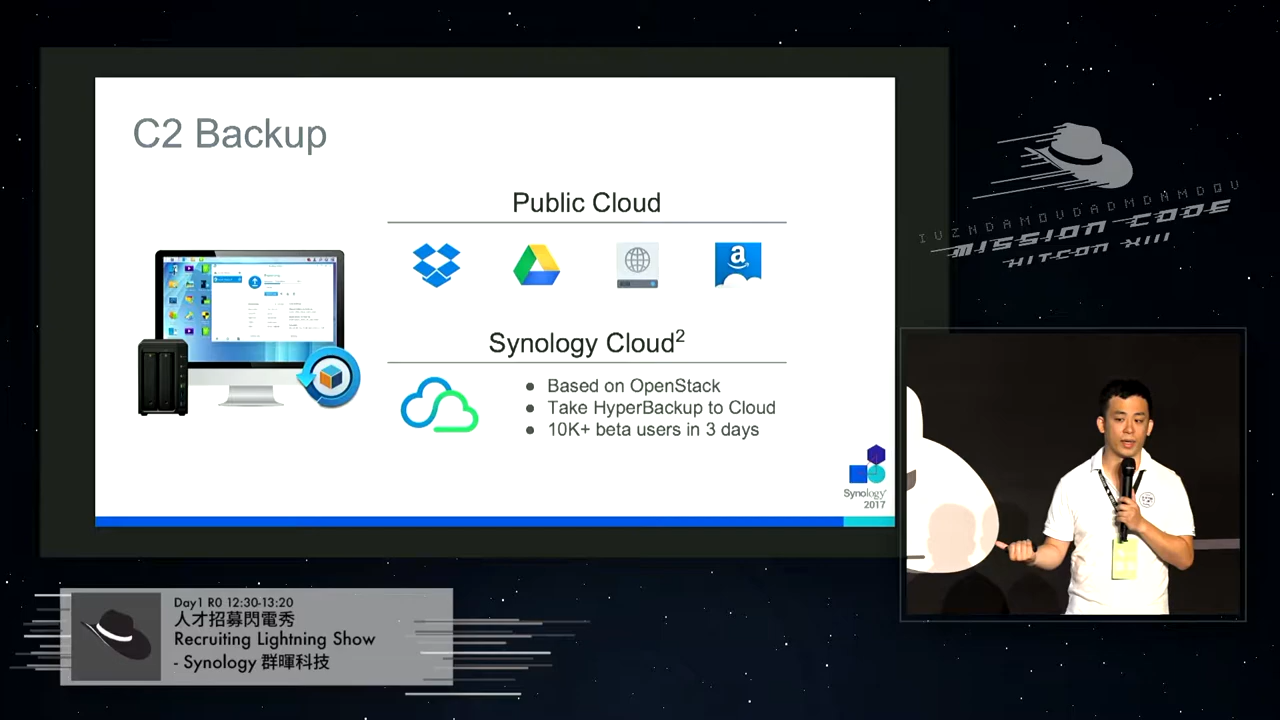 C2 Backup
Public Cloud
a
Synology Cloud²
Based on OpenStack
Take HyperBackup to Cloud
10K+ beta users in 3 days
Synology
2017
IUZNDAMQUDADMDNMDQU
MISSION CODE
HITCON XIII
Day1 R0 12:30-13:20
人才招募閃電秀
Recruiting Lightning Show
- Synology 群暉科技